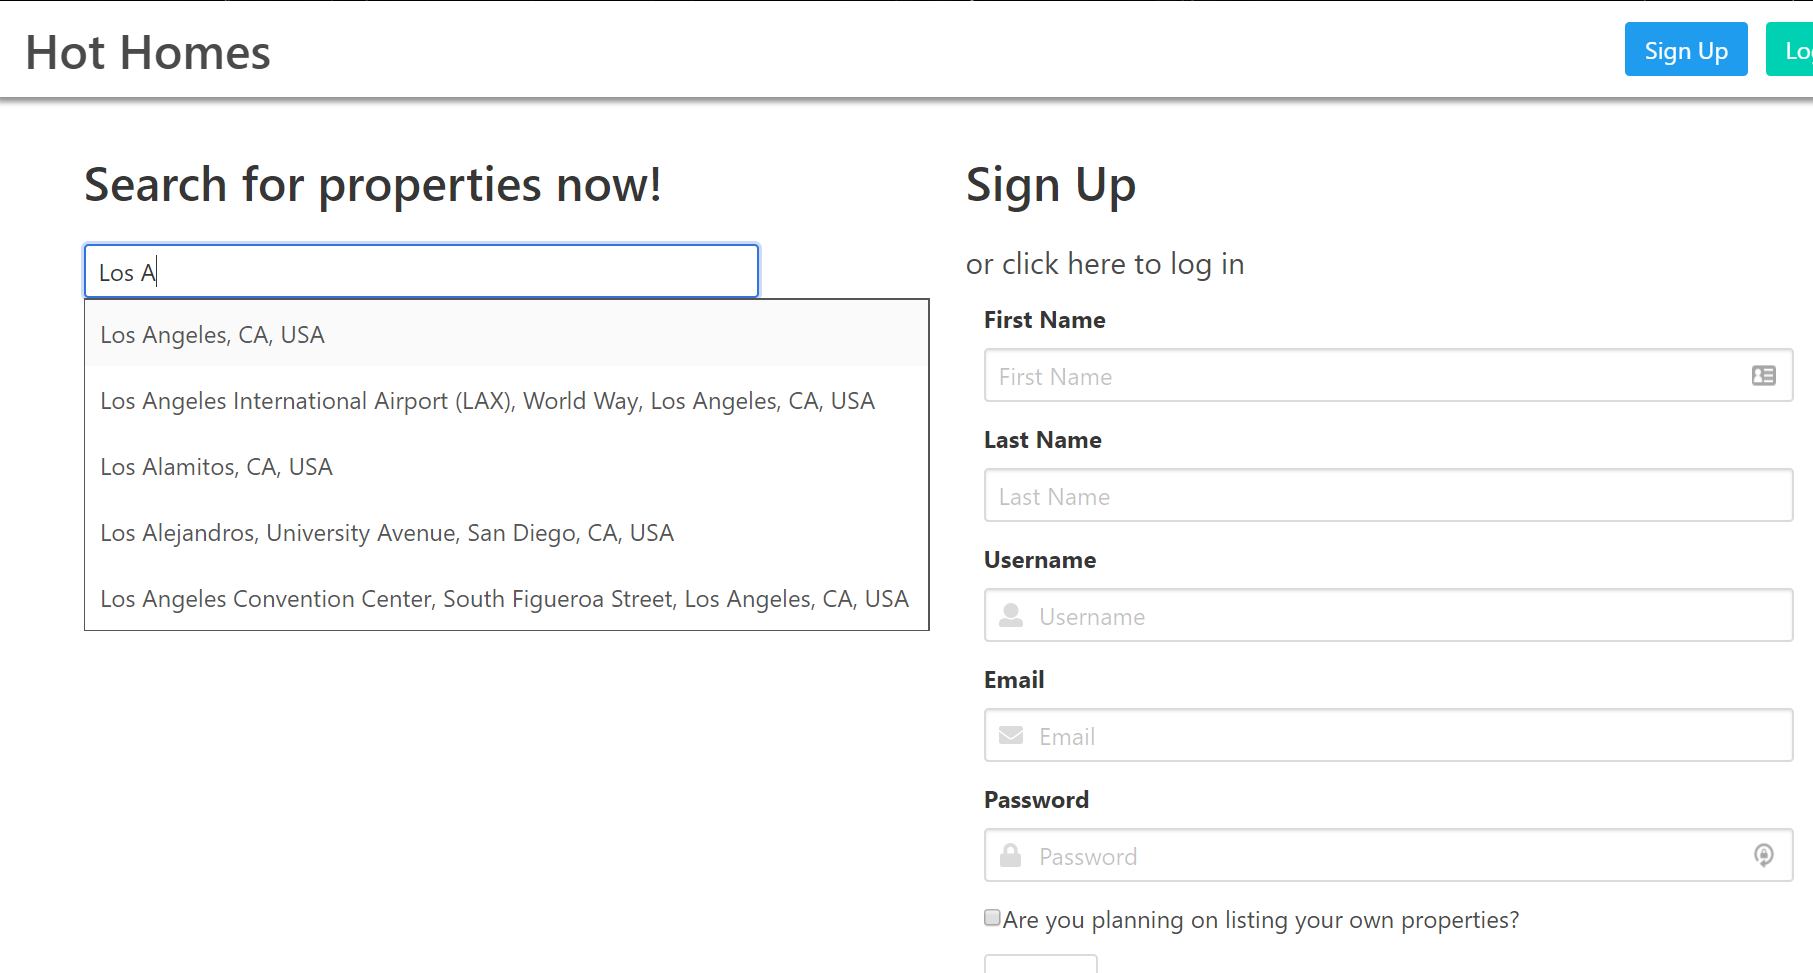 Hot Homes
Sign Up
Search for properties now!
Los A
Los Angeles, CA, USA
Los Angeles International Airport (LAX), World Way, Los Angeles, CA, USA
Los Alamitos, CA, USA
Los Alejandros, University Avenue, San Diego, CA, USA
Los Angeles Convention Center, South Figueroa Street, Los Angeles, CA, USA
Sign Up
or click here to log in
First Name
First Name
Last Name
Last Name
Username
Username
Email
Email
Password
Password
Are you planning on listing your own properties?